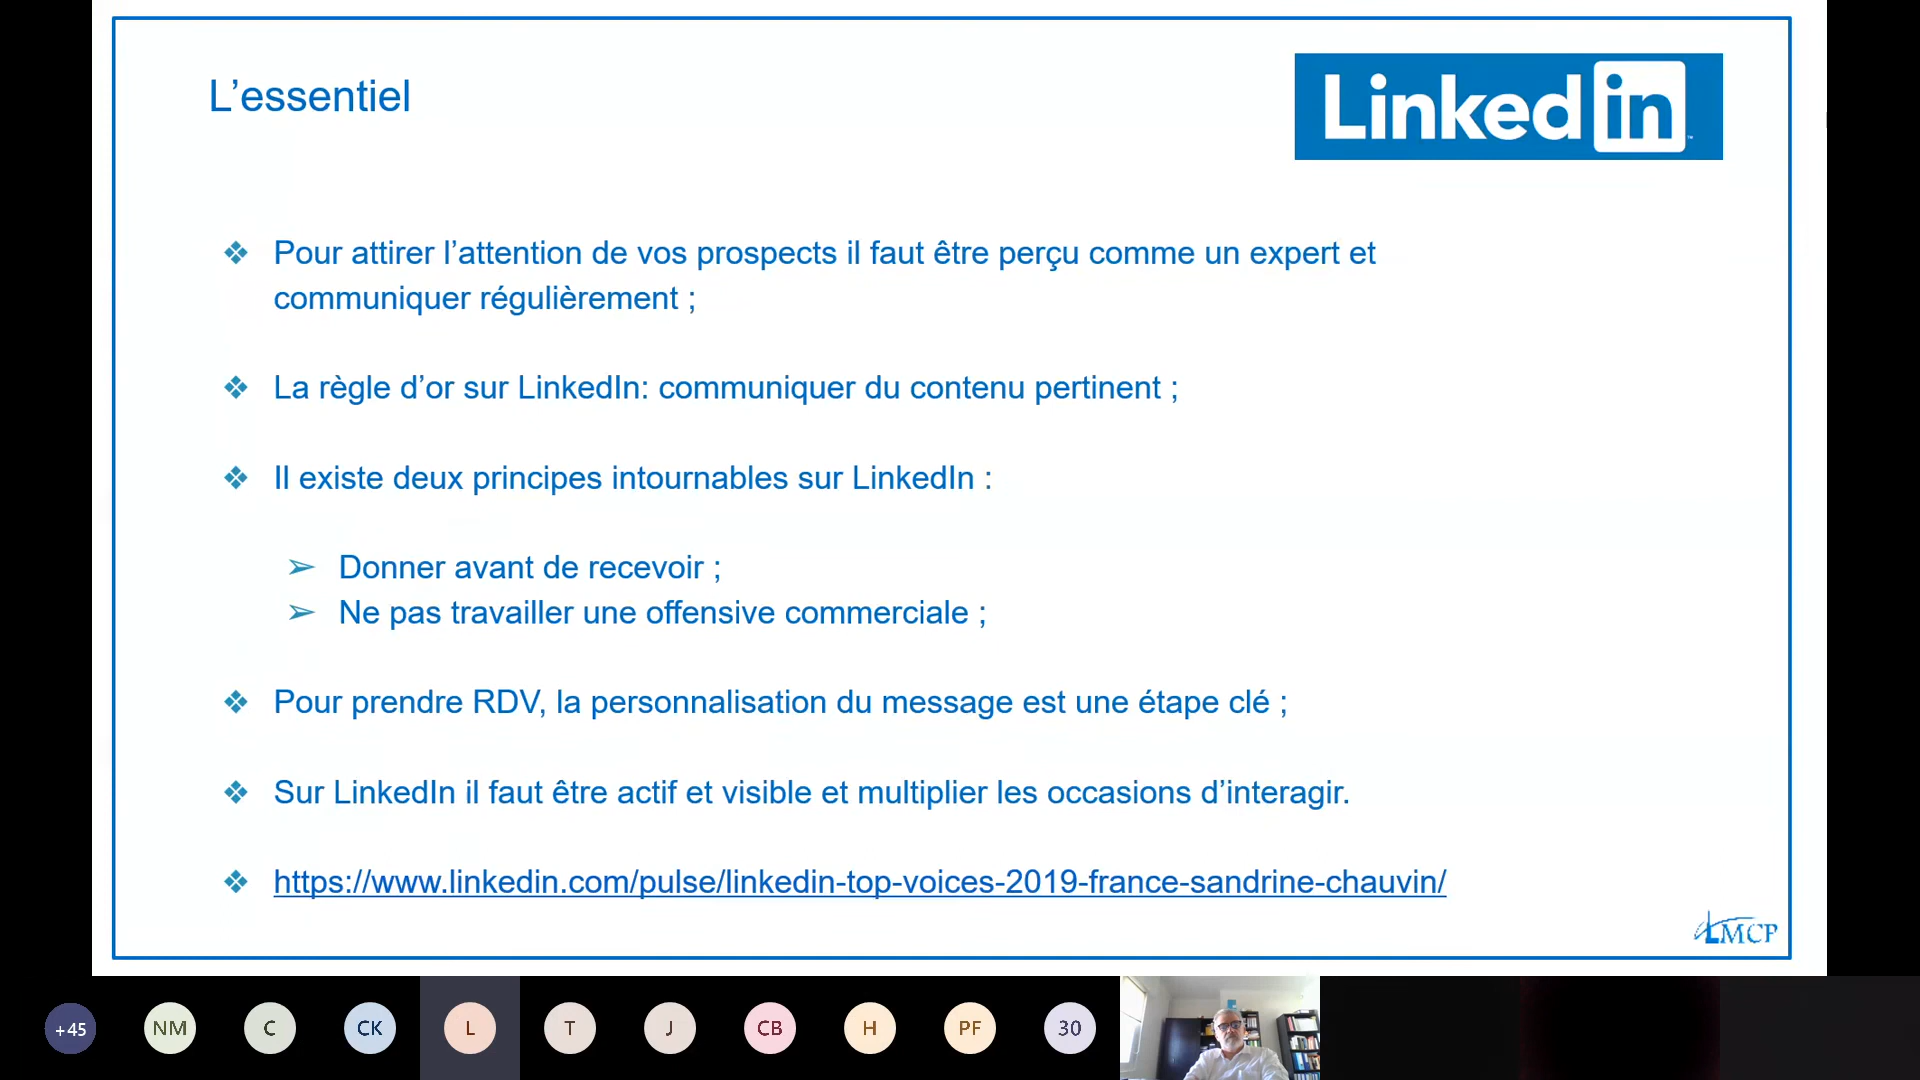 L’essentiel
Linked in
Pour attirer l’attention de vos prospects il faut être perçu comme un expert et
communiquer régulièrement ;
La règle d’or sur LinkedIn: communiquer du contenu pertinent ;
Il existe deux principes intournables sur LinkedIn :
Donner avant de recevoir ;
Ne pas travailler une offensive commerciale ;
Pour prendre RDV, la personnalisation du message est une étape clé ;
Sur LinkedIn il faut être actif et visible et multiplier les occasions d’interagir.
https://www.linkedin.com/pulse/linkedin-top-voices-2019-france-sandrine-chauvin/
LMCP
+45 NM C CK L T J CB H PF 30